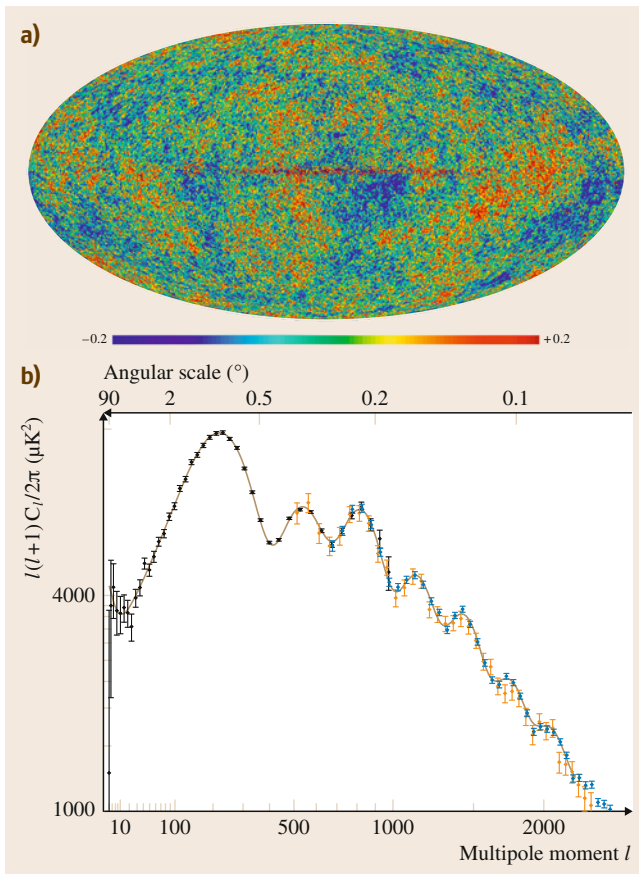 a)
−0.2 +0.2
b)
Angular scale (°)
90 2 0.5 0.2 0.1
l(l+1) C_l/2π (μK²)
4000
1000
10 100 500 1000 2000
Multipole moment l